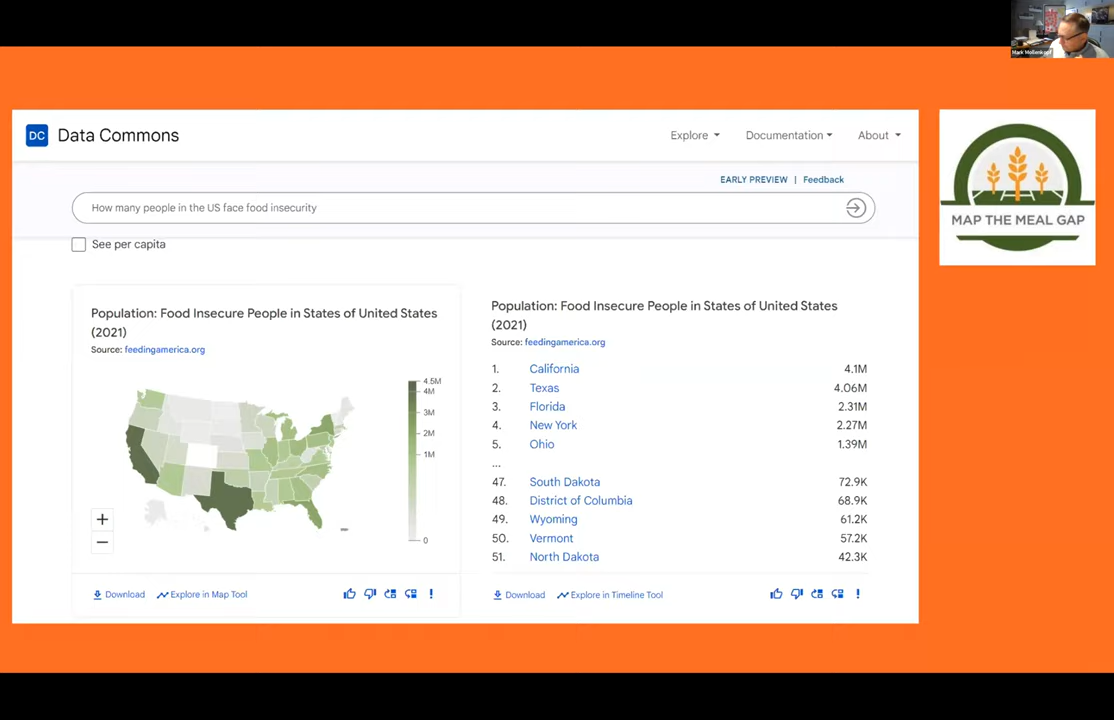 Mark Mollenkopf
DC Data Commons
Explore
Documentation
About
EARLY PREVIEW | Feedback
How many people in the US face food insecurity
See per capita
Population: Food Insecure People in States of United States
(2021)
Source: feedingamerica.org
4.5M
4M
3M
2M
1M
0
+
−
Download
Explore in Map Tool
Population: Food Insecure People in States of United States
(2021)
Source: feedingamerica.org
1. California 4.1M
2. Texas 4.06M
3. Florida 2.31M
4. New York 2.27M
5. Ohio 1.39M
...
47. South Dakota 72.9K
48. District of Columbia 68.9K
49. Wyoming 61.2K
50. Vermont 57.2K
51. North Dakota 42.3K
Download
Explore in Timeline Tool
MAP THE MEAL GAP